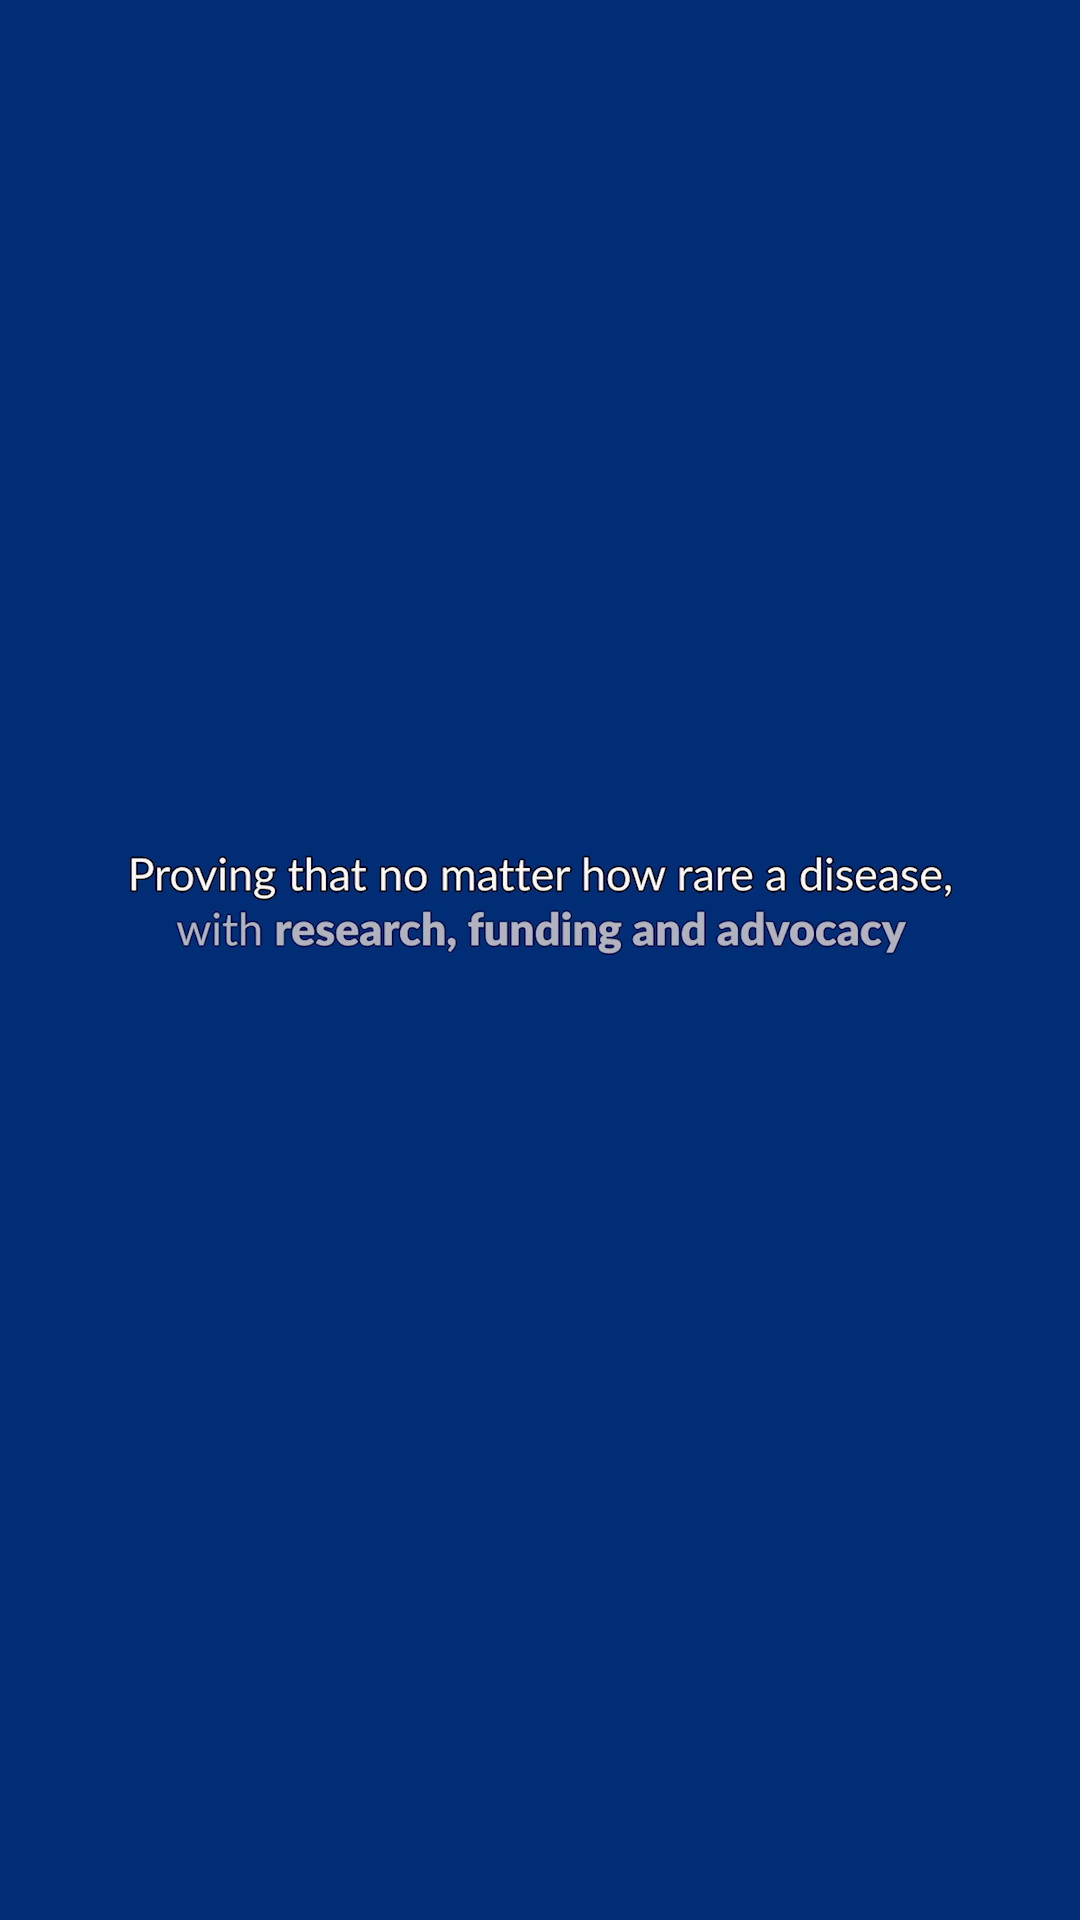 Proving that no matter how rare a disease,
with research, funding and advocacy